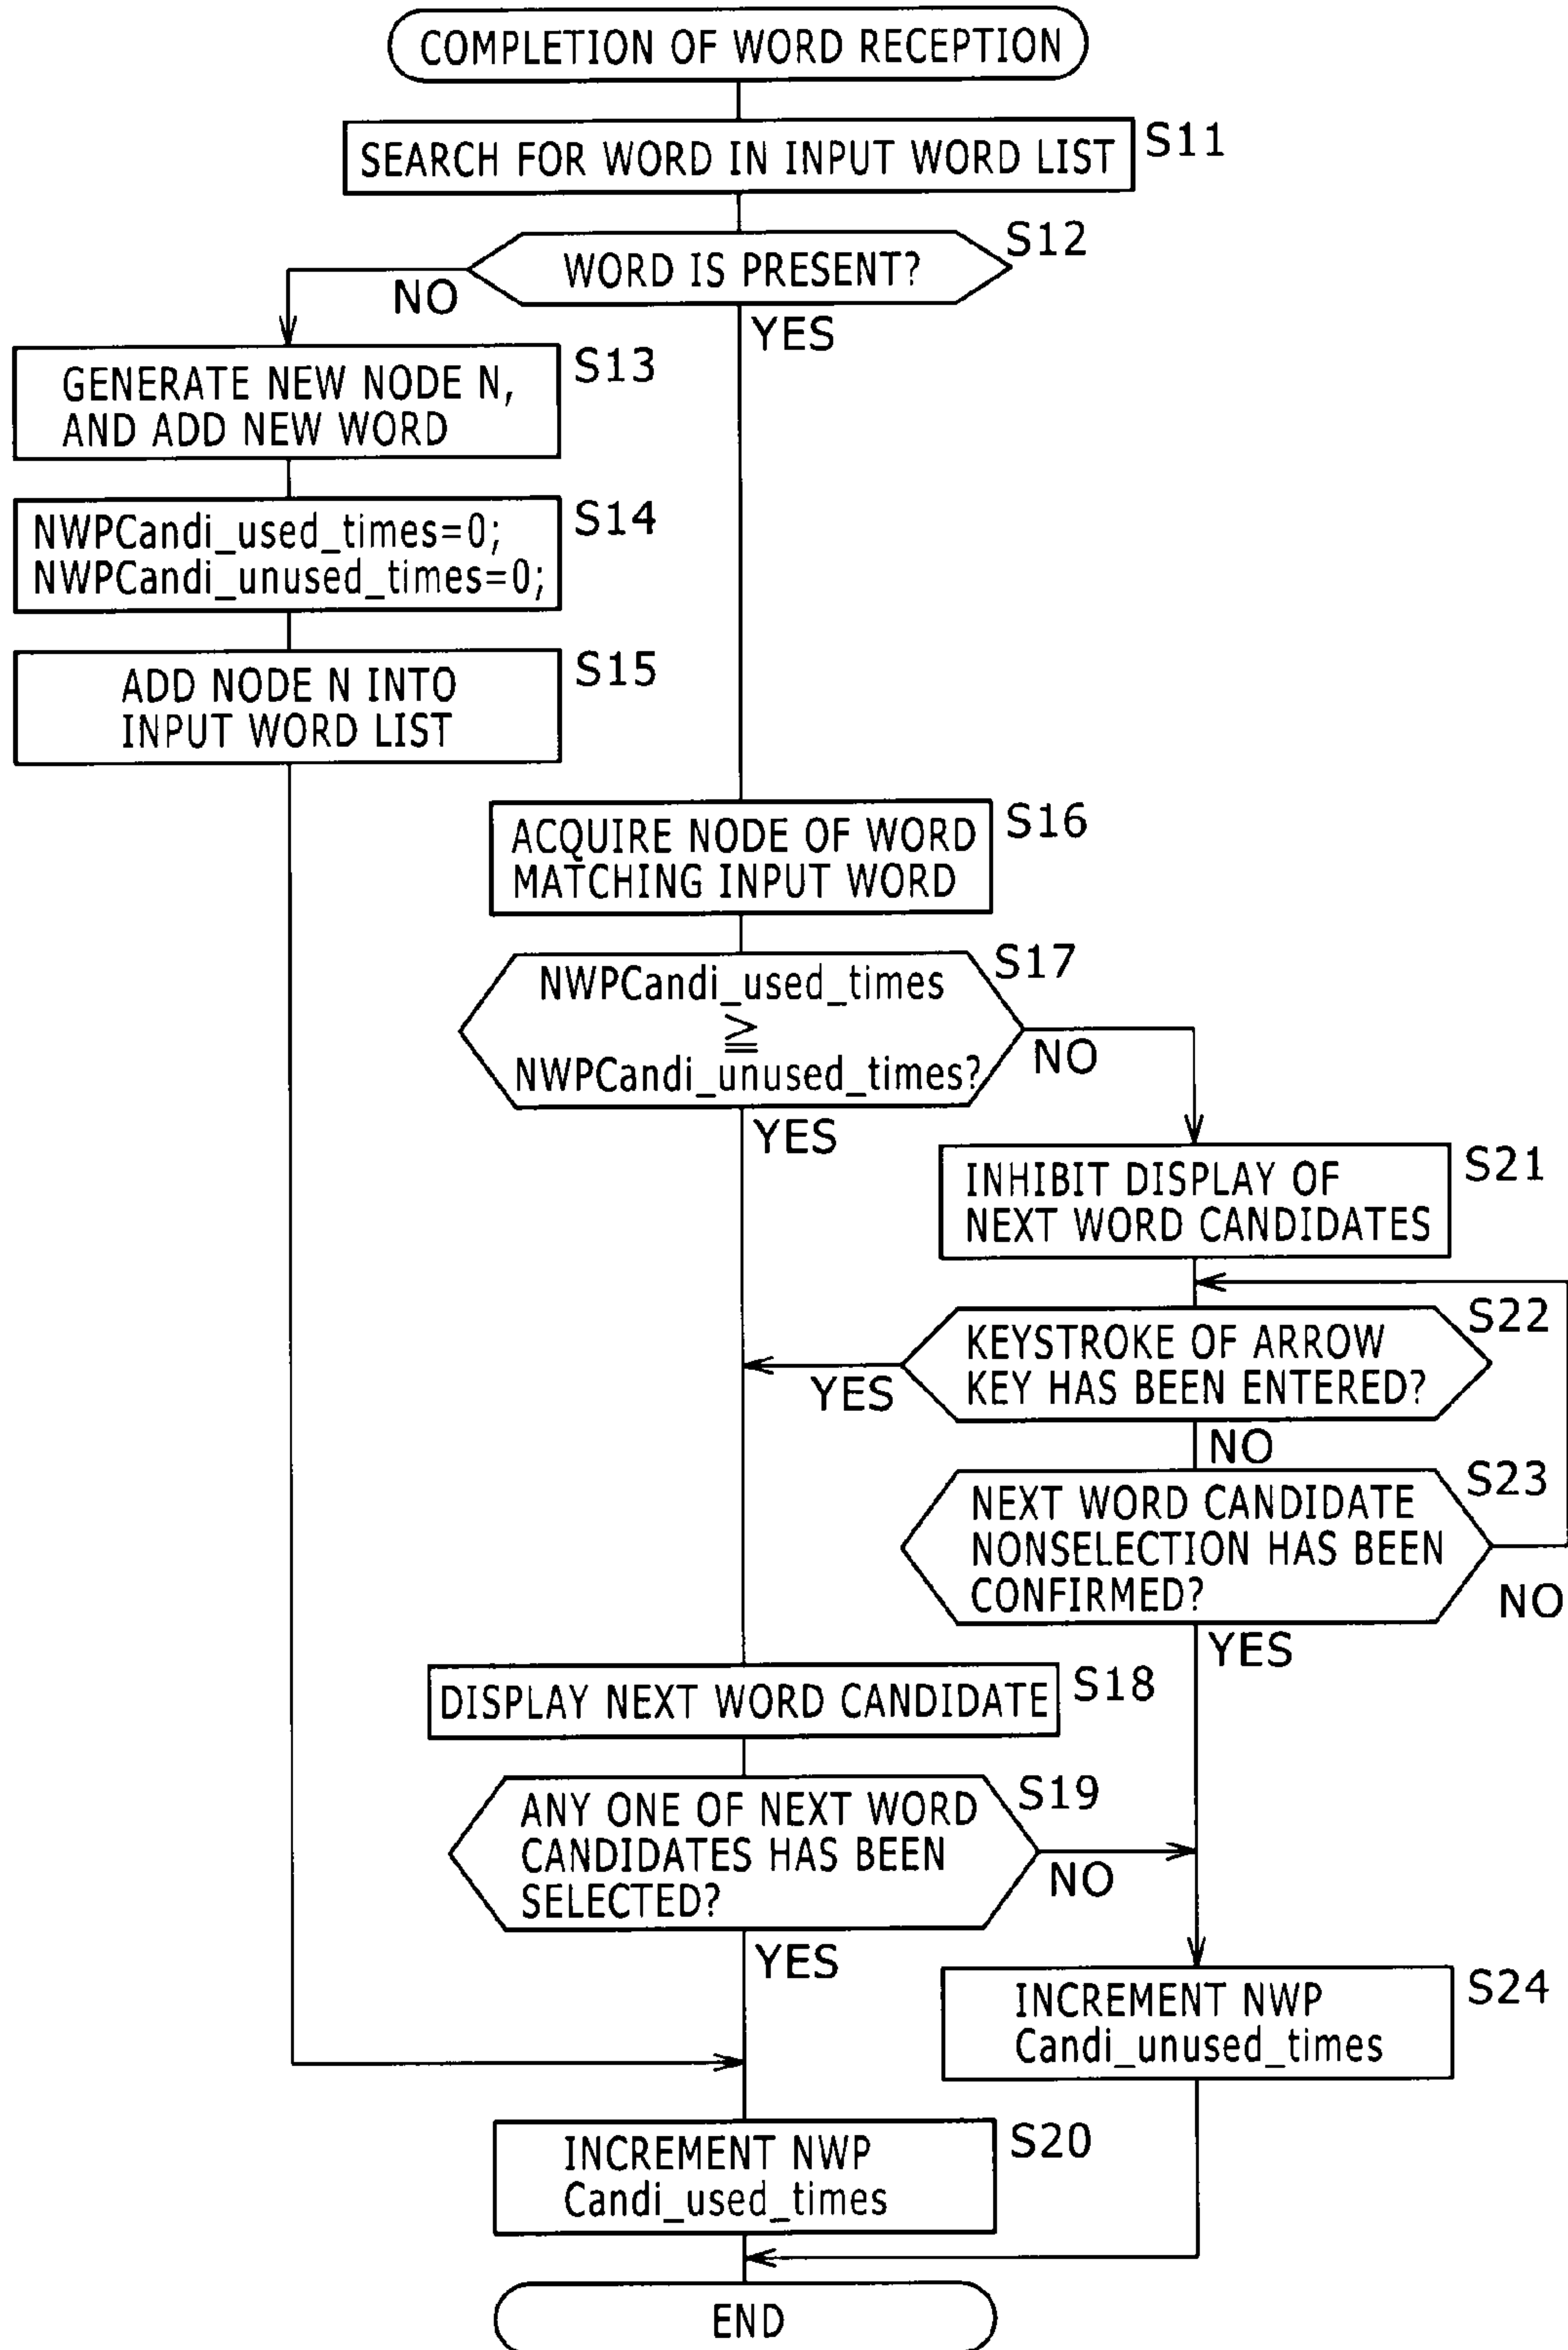 COMPLETION OF WORD RECEPTION
SEARCH FOR WORD IN INPUT WORD LIST
S11
WORD IS PRESENT?
S12
NO
YES
GENERATE NEW NODE N,
AND ADD NEW WORD
S13
NWPCandi_used_times=0;
NWPCandi_unused_times=0;
S14
ADD NODE N INTO
INPUT WORD LIST
S15
ACQUIRE NODE OF WORD
MATCHING INPUT WORD
S16
NWPCandi_used_times
≧
NWPCandi_unused_times?
S17
NO
YES
INHIBIT DISPLAY OF
NEXT WORD CANDIDATES
S21
KEYSTROKE OF ARROW
KEY HAS BEEN ENTERED?
S22
YES
NO
NEXT WORD CANDIDATE
NONSELECTION HAS BEEN
CONFIRMED?
S23
NO
YES
DISPLAY NEXT WORD CANDIDATE
S18
ANY ONE OF NEXT WORD
CANDIDATES HAS BEEN
SELECTED?
S19
NO
YES
INCREMENT NWP
Candi_unused_times
S24
INCREMENT NWP
Candi_used_times
S20
END